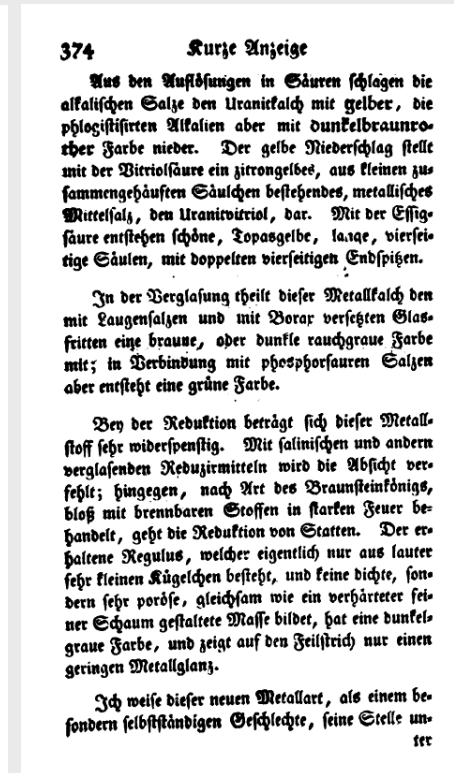 374 Kurze Anzeige
Aus den Auflösungen in Säuren schlagen die
alkalischen Salze den Uranitkalch mit gelber, die
phlogistisirten Alkalien aber mit dunkelbraunro-
ther Farbe nieder. Der gelbe Niederschlag stellt
mit der Vitriolsäure ein zitrongelbes, aus kleinen zu-
sammengehäuften Säulchen bestehendes, metallisches
Mittelsalz, den Uranitvitriol, dar. Mit der Essig-
säure entstehen schöne, Topasgelbe, lange, viersei-
tige Säulen, mit doppelten vierseitigen Endspitzen.
In der Verglasung theilt dieser Metallkalch den
mit Laugensalzen und mit Borax versetzten Glas-
fritten eine braune, oder dunkle rauchgraue Farbe
mit; in Verbindung mit phosphorsauren Salzen
aber entsteht eine grüne Farbe.
Bey der Reduktion beträgt sich dieser Metall-
stoff sehr widerspenstig. Mit salinischen und andern
verglasenden Reduzirmitteln wird die Absicht ver-
fehlt; hingegen, nach Art des Braunsteinkönigs,
bloß mit brennbaren Stoffen in starken Feuer be-
handelt, geht die Reduktion von Statten. Der er-
haltene Regulus, welcher eigentlich nur aus lauter
sehr kleinen Kügelchen besteht, und keine dichte, son-
dern sehr poröse, gleichsam wie ein verhärteter fei-
ner Schaum gestaltete Masse bildet, hat eine dunkel-
graue Farbe, und zeigt auf den Feilstrich nur einen
geringen Metallglanz.
Ich weise dieser neuen Metallart, als einem be-
sondern selbstständigen Geschlechte, seine Stelle un-
ter